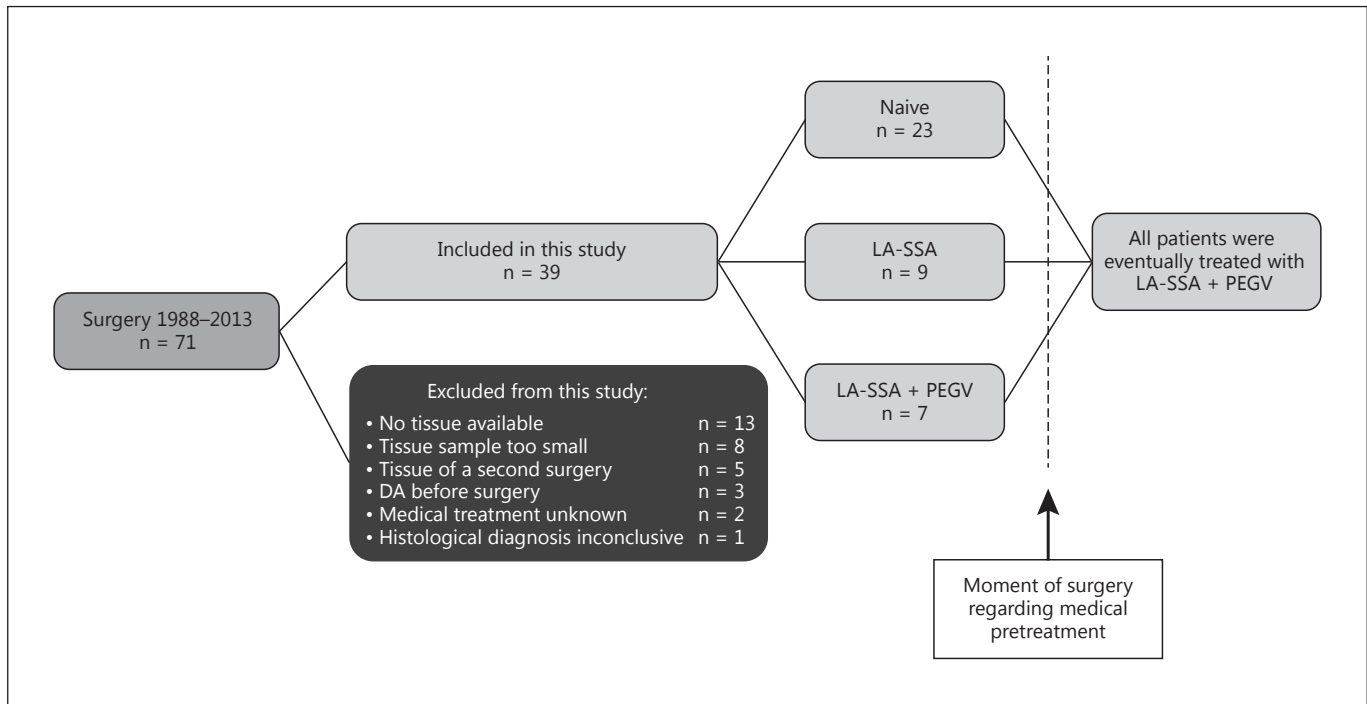 Surgery 1988–2013
n = 71
Included in this study
n = 39
Excluded from this study:
• No tissue available n = 13
• Tissue sample too small n = 8
• Tissue of a second surgery n = 5
• DA before surgery n = 3
• Medical treatment unknown n = 2
• Histological diagnosis inconclusive n = 1
Naive
n = 23
LA-SSA
n = 9
LA-SSA + PEGV
n = 7
All patients were
eventually treated with
LA-SSA + PEGV
Moment of surgery
regarding medical
pretreatment